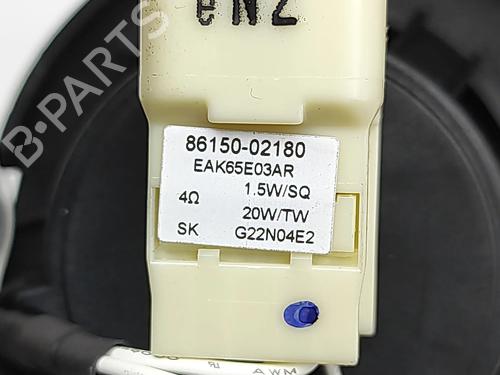 eN2
86150-02180
EAK65E03AR
4Ω 1.5W/SQ
20W/TW
SK G22N04E2
AWM
B-PARTS